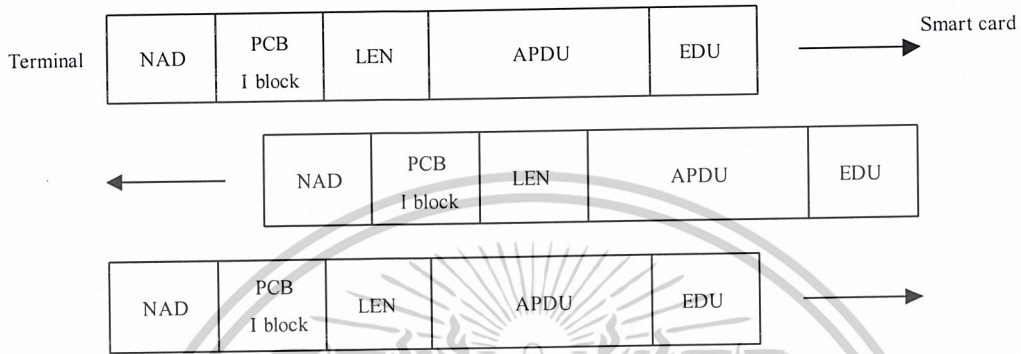 Smart card
Terminal NAD PCB I block LEN APDU EDU
NAD PCB I block LEN APDU EDU
NAD PCB I block LEN APDU EDU